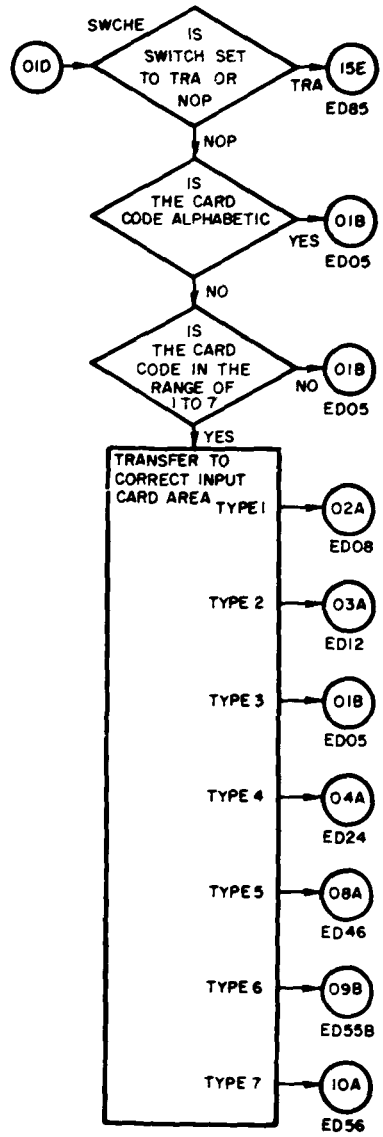 SWCHE
IS
SWITCH SET
TO TRA OR
NOP
01D
15E
TRA
ED85
NOP
IS
THE CARD
CODE ALPHABETIC
01B
YES
ED05
NO
IS
THE CARD
CODE IN THE
RANGE OF
1 TO 7
01B
NO
ED05
YES
TRANSFER TO
CORRECT INPUT
CARD AREA
TYPE 1
02A
ED08
TYPE 2
03A
ED12
TYPE 3
01B
ED05
TYPE 4
04A
ED24
TYPE 5
08A
ED46
TYPE 6
09B
ED55B
TYPE 7
10A
ED56